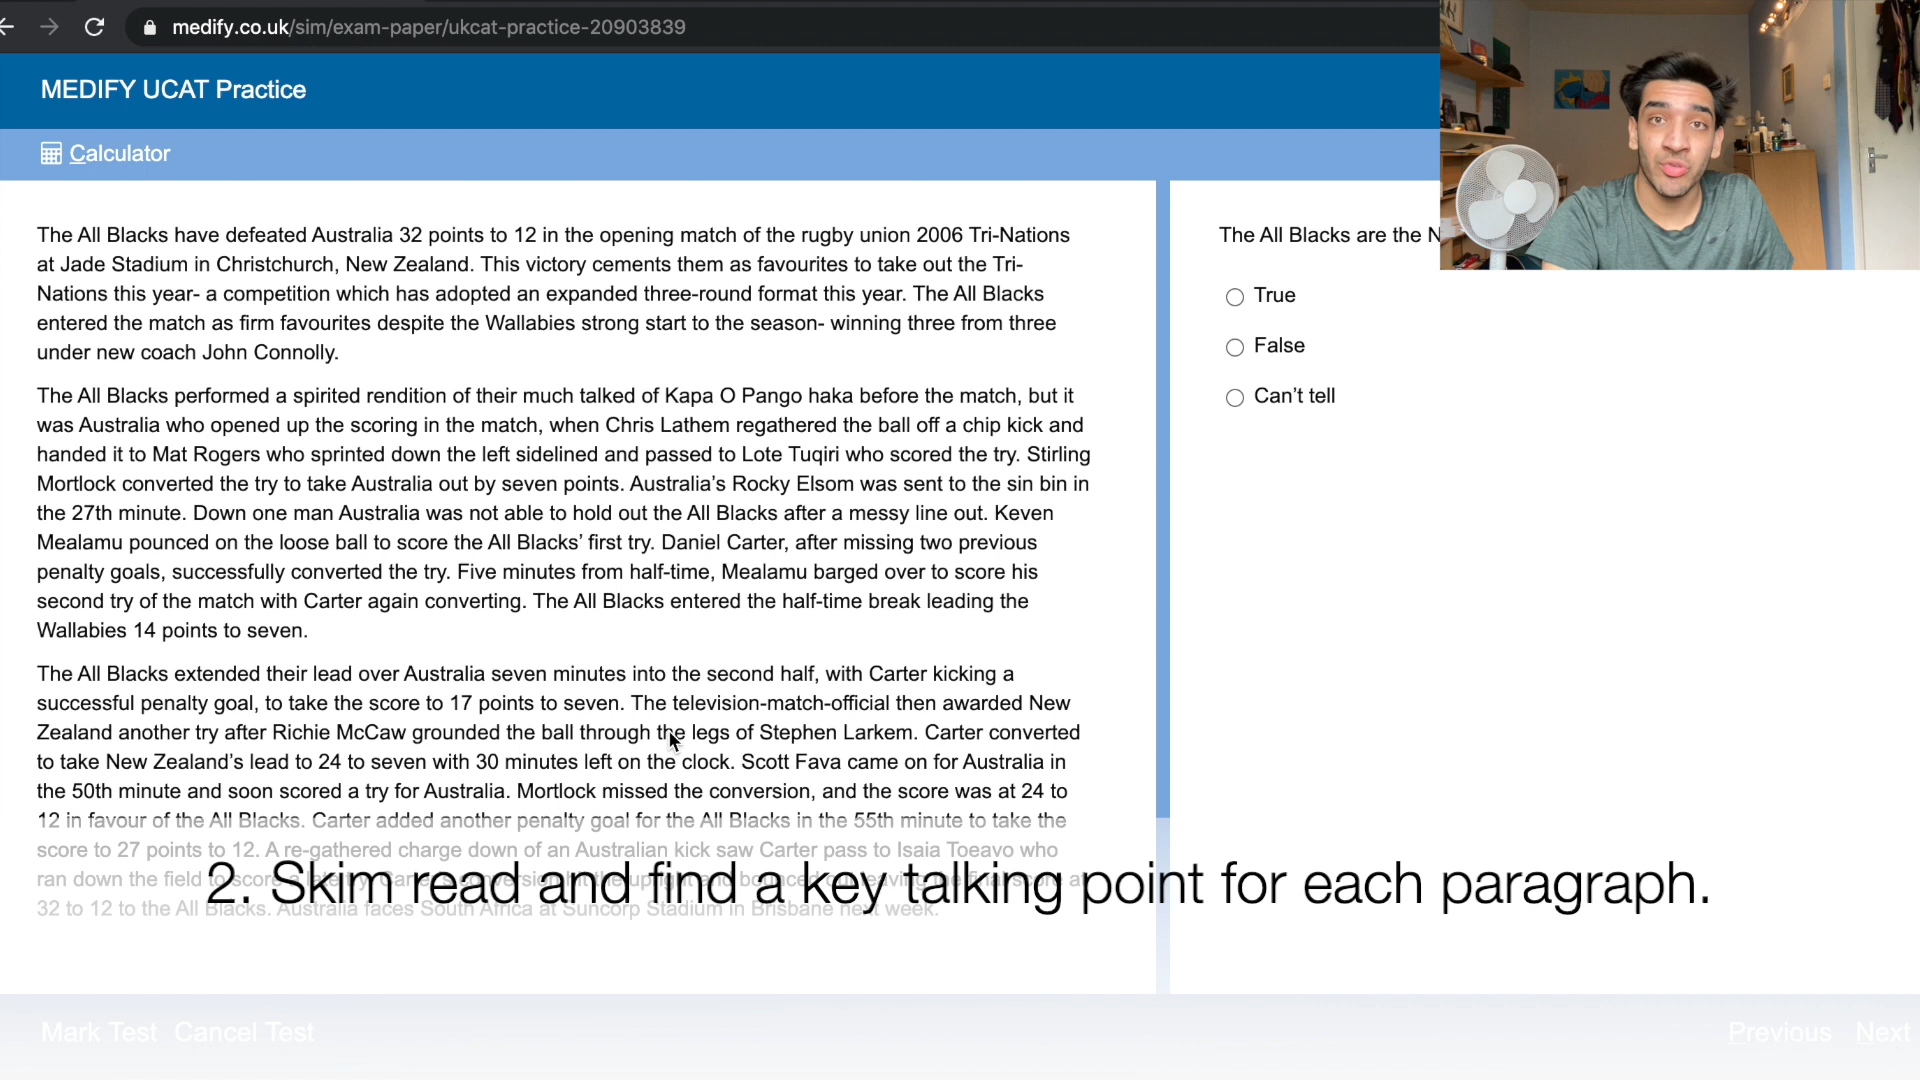 medify.co.uk/sim/exam-paper/ukcat-practice-20903839
MEDIFY UCAT Practice
Calculator
The All Blacks have defeated Australia 32 points to 12 in the opening match of the rugby union 2006 Tri-Nations
at Jade Stadium in Christchurch, New Zealand. This victory cements them as favourites to take out the Tri-
Nations this year- a competition which has adopted an expanded three-round format this year. The All Blacks
entered the match as firm favourites despite the Wallabies strong start to the season- winning three from three
under new coach John Connolly.
The All Blacks performed a spirited rendition of their much talked of Kapa O Pango haka before the match, but it
was Australia who opened up the scoring in the match, when Chris Lathem regathered the ball off a chip kick and
handed it to Mat Rogers who sprinted down the left sidelined and passed to Lote Tuqiri who scored the try. Stirling
Mortlock converted the try to take Australia out by seven points. Australia's Rocky Elsom was sent to the sin bin in
the 27th minute. Down one man Australia was not able to hold out the All Blacks after a messy line out. Keven
Mealamu pounced on the loose ball to score the All Blacks' first try. Daniel Carter, after missing two previous
penalty goals, successfully converted the try. Five minutes from half-time, Mealamu barged over to score his
second try of the match with Carter again converting. The All Blacks entered the half-time break leading the
Wallabies 14 points to seven.
The All Blacks extended their lead over Australia seven minutes into the second half, with Carter kicking a
successful penalty goal, to take the score to 17 points to seven. The television-match-official then awarded New
Zealand another try after Richie McCaw grounded the ball through the legs of Stephen Larkem. Carter converted
to take New Zealand's lead to 24 to seven with 30 minutes left on the clock. Scott Fava came on for Australia in
the 50th minute and soon scored a try for Australia. Mortlock missed the conversion, and the score was at 24 to
12 in favour of the All Blacks. Carter added another penalty goal for the All Blacks in the 55th minute to take the
score to 27 points to 12. A re-gathered charge down of an Australian kick saw Carter pass to Isaia Toeavo who
ran down the field to score a
32 to 12 to the All Blacks. Australia faces South Africa at Suncorp Stadium in Brisbane next week.
2. Skim read and find a key talking point for each paragraph.
The All Blacks are the N
True
False
Can't tell
Mark Test Cancel Test
Previous Next